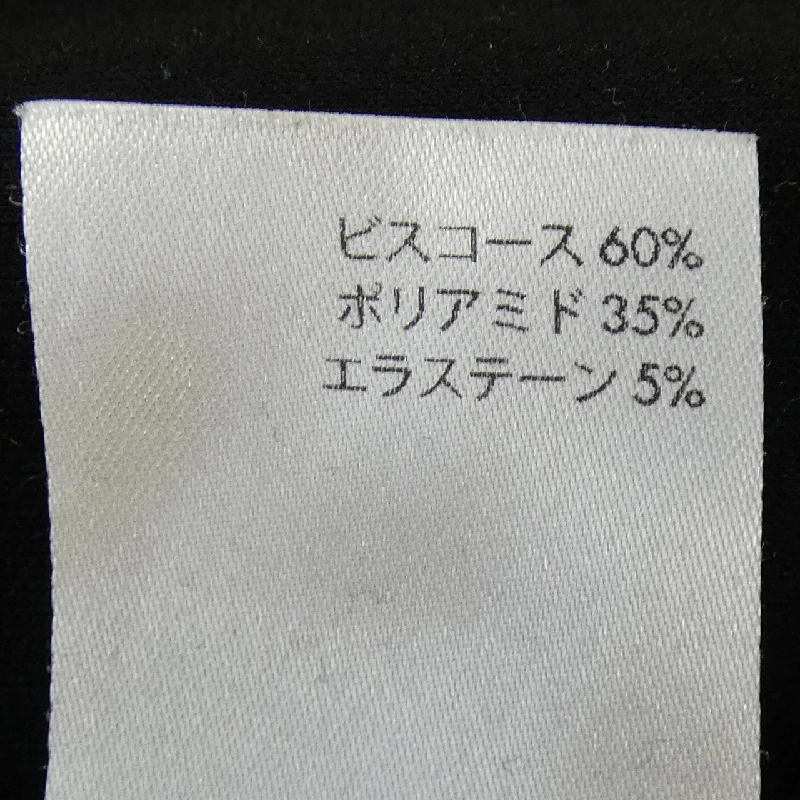 ビスコース 60%
ポリアミド 35%
エラステーン 5%